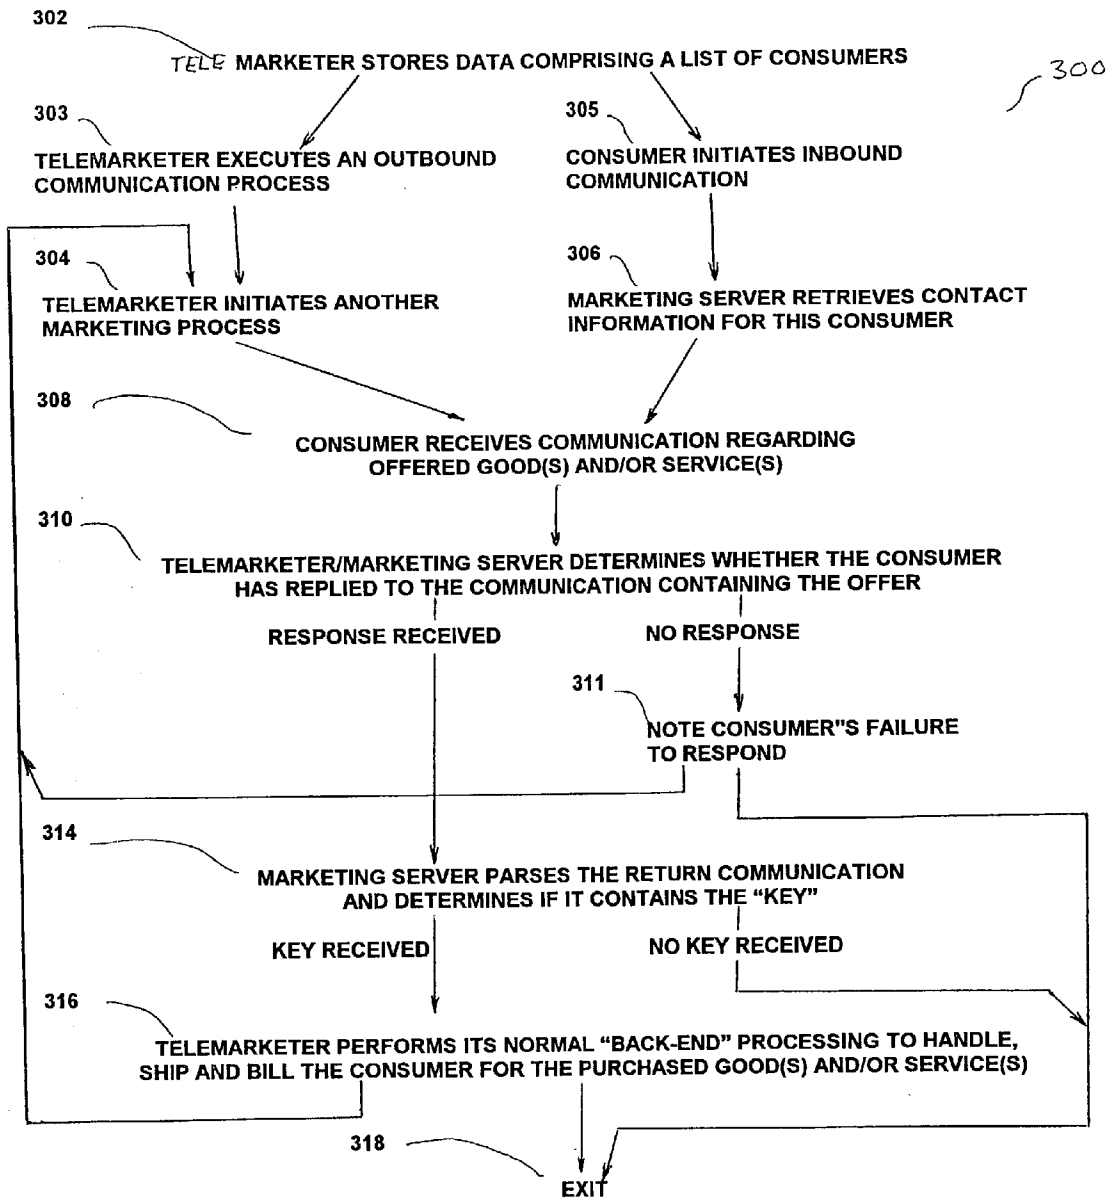 302
TELE MARKETER STORES DATA COMPRISING A LIST OF CONSUMERS
300
303
TELEMARKETER EXECUTES AN OUTBOUND
COMMUNICATION PROCESS
305
CONSUMER INITIATES INBOUND
COMMUNICATION
304
TELEMARKETER INITIATES ANOTHER
MARKETING PROCESS
306
MARKETING SERVER RETRIEVES CONTACT
INFORMATION FOR THIS CONSUMER
308
CONSUMER RECEIVES COMMUNICATION REGARDING
OFFERED GOOD(S) AND/OR SERVICE(S)
310
TELEMARKETER/MARKETING SERVER DETERMINES WHETHER THE CONSUMER
HAS REPLIED TO THE COMMUNICATION CONTAINING THE OFFER
RESPONSE RECEIVED
NO RESPONSE
311
NOTE CONSUMER"S FAILURE
TO RESPOND
314
MARKETING SERVER PARSES THE RETURN COMMUNICATION
AND DETERMINES IF IT CONTAINS THE “KEY”
KEY RECEIVED
NO KEY RECEIVED
316
TELEMARKETER PERFORMS ITS NORMAL “BACK-END” PROCESSING TO HANDLE,
SHIP AND BILL THE CONSUMER FOR THE PURCHASED GOOD(S) AND/OR SERVICE(S)
318
EXIT